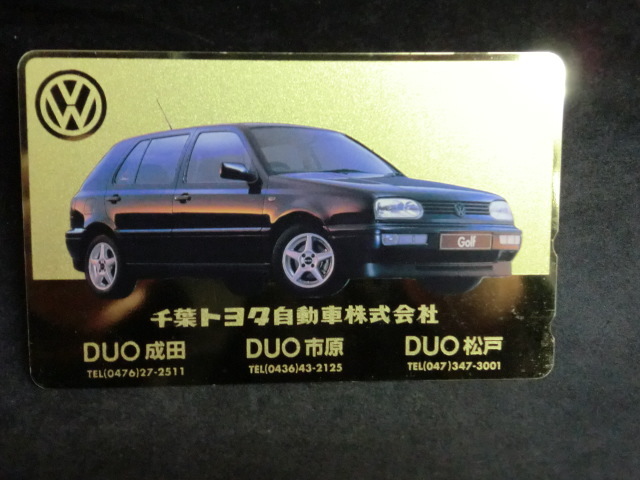 VW
Golf
千葉トヨタ自動車株式会社
DUO 成田 DUO 市原 DUO 松戸
TEL(0476)27-2511 TEL(0436)43-2125 TEL(047)347-3001